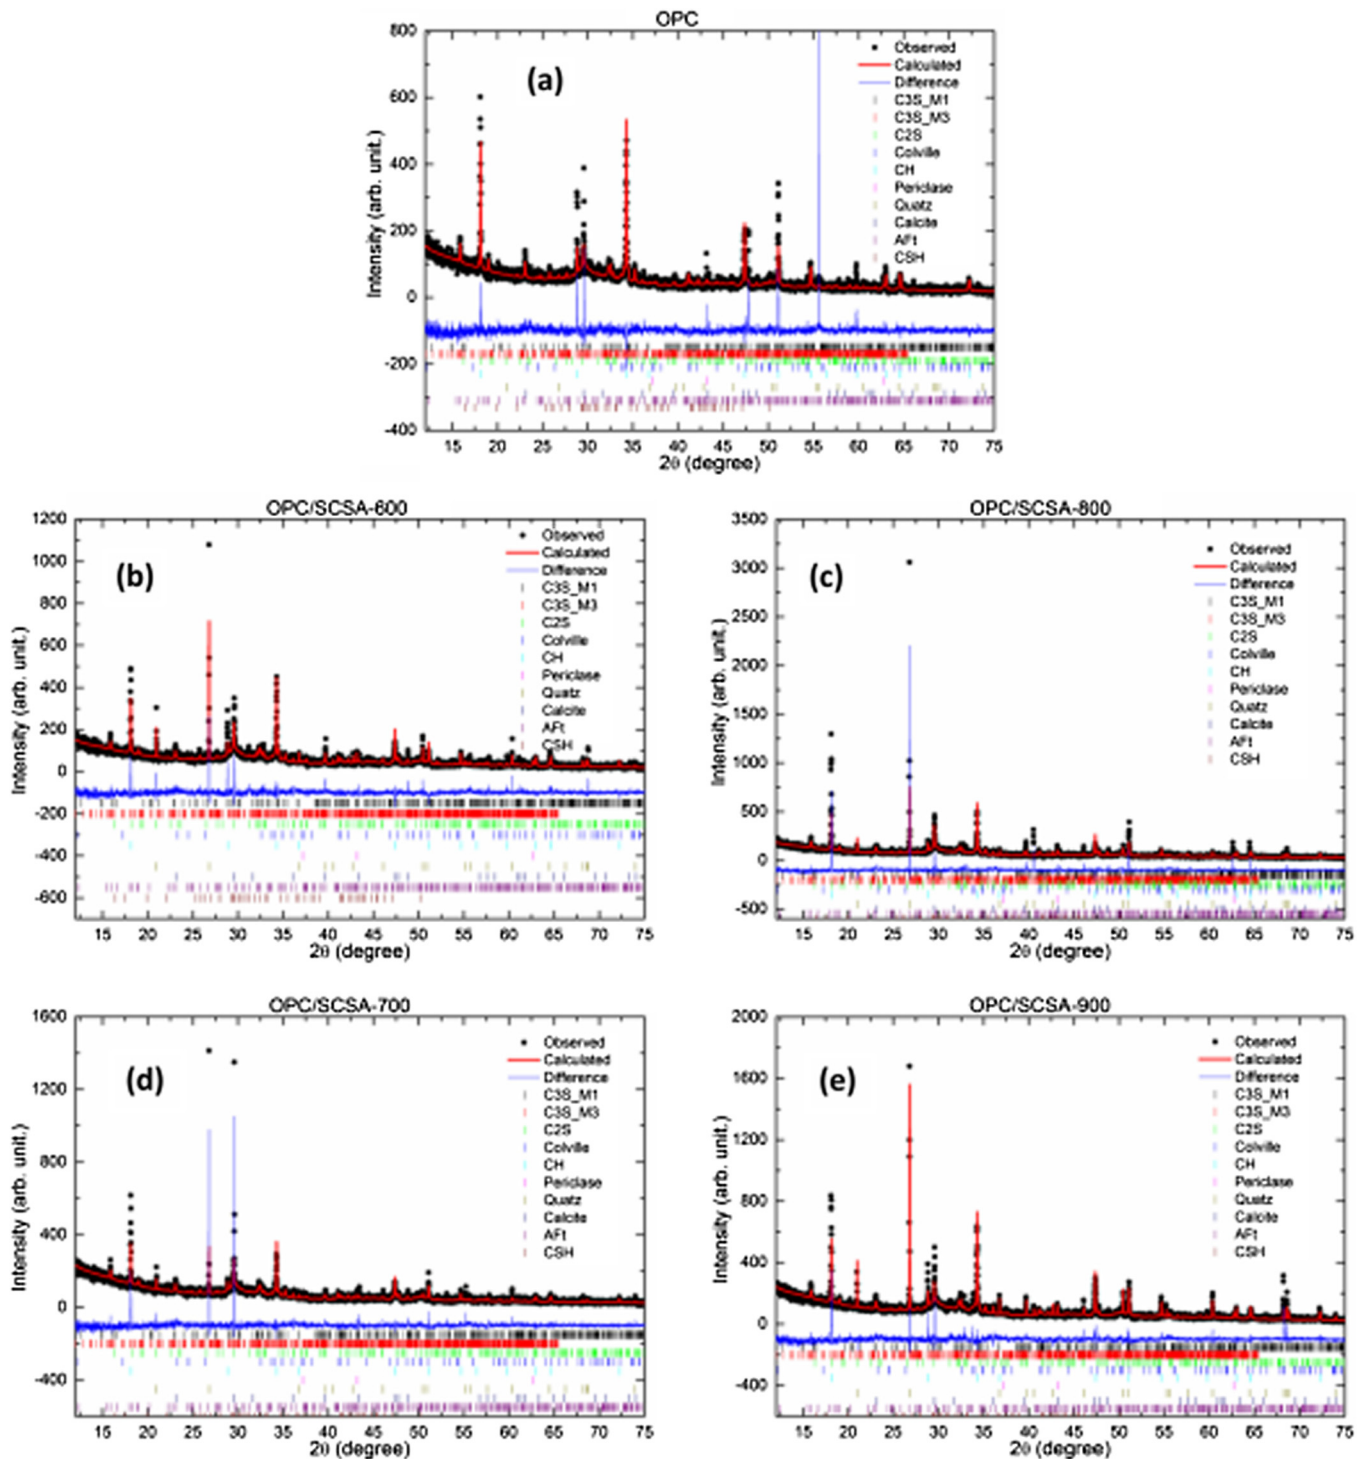 OPC
(a)
Observed
Calculated
Difference
C3S_M1
C3S_M3
C2S
Colville
CH
Periclase
Quatz
Calcite
AFt
CSH
Intensity (arb. unit.)
800
600
400
200
0
-200
-400
15 20 25 30 35 40 45 50 55 60 65 70 75
2θ (degree)
OPC/SCSA-600
(b)
Observed
Calculated
Difference
C3S_M1
C3S_M3
C2S
Colville
CH
Periclase
Quatz
Calcite
AFt
CSH
Intensity (arb. unit.)
1200
1000
800
600
400
200
0
-200
-400
-600
15 20 25 30 35 40 45 50 55 60 65 70 75
2θ (degree)
OPC/SCSA-800
(c)
Observed
Calculated
Difference
C3S_M1
C3S_M3
C2S
Colville
CH
Periclase
Quatz
Calcite
AFt
CSH
Intensity (arb. unit.)
3500
3000
2500
2000
1500
1000
500
0
-500
15 20 25 30 35 40 45 50 55 60 65 70 75
2θ (degree)
OPC/SCSA-700
(d)
Observed
Calculated
Difference
C3S_M1
C3S_M3
C2S
Colville
CH
Periclase
Quatz
Calcite
AFt
CSH
Intensity (arb. unit.)
1600
1200
800
400
0
-400
15 20 25 30 35 40 45 50 55 60 65 70 75
2θ (degree)
OPC/SCSA-900
(e)
Observed
Calculated
Difference
C3S_M1
C3S_M3
C2S
Colville
CH
Periclase
Quatz
Calcite
AFt
CSH
Intensity (arb. unit.)
2000
1600
1200
800
400
0
-400
15 20 25 30 35 40 45 50 55 60 65 70 75
2θ (degree)